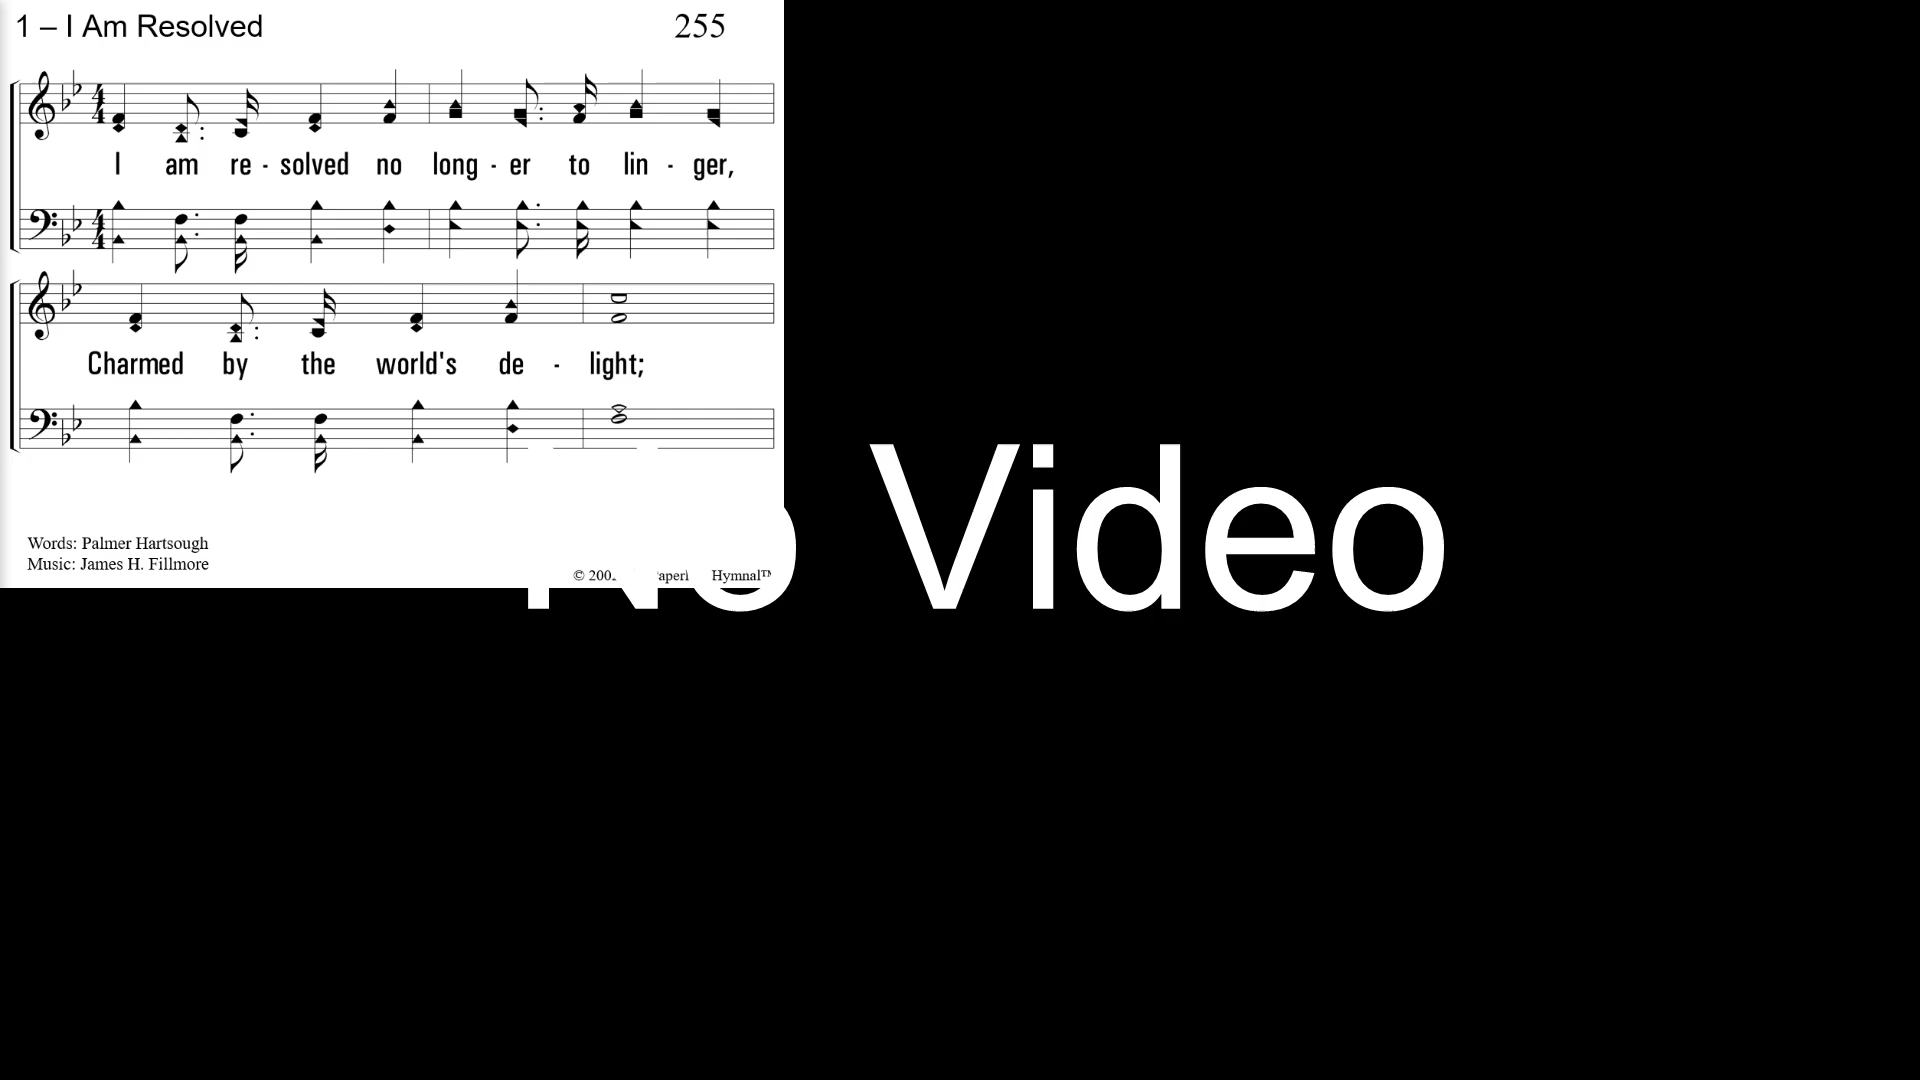 1 – I Am Resolved 255
I am re - solved no long - er to lin - ger,
Charmed by the world's de - light;
Words: Palmer Hartsough
Music: James H. Fillmore
© Hymnal™
No Video